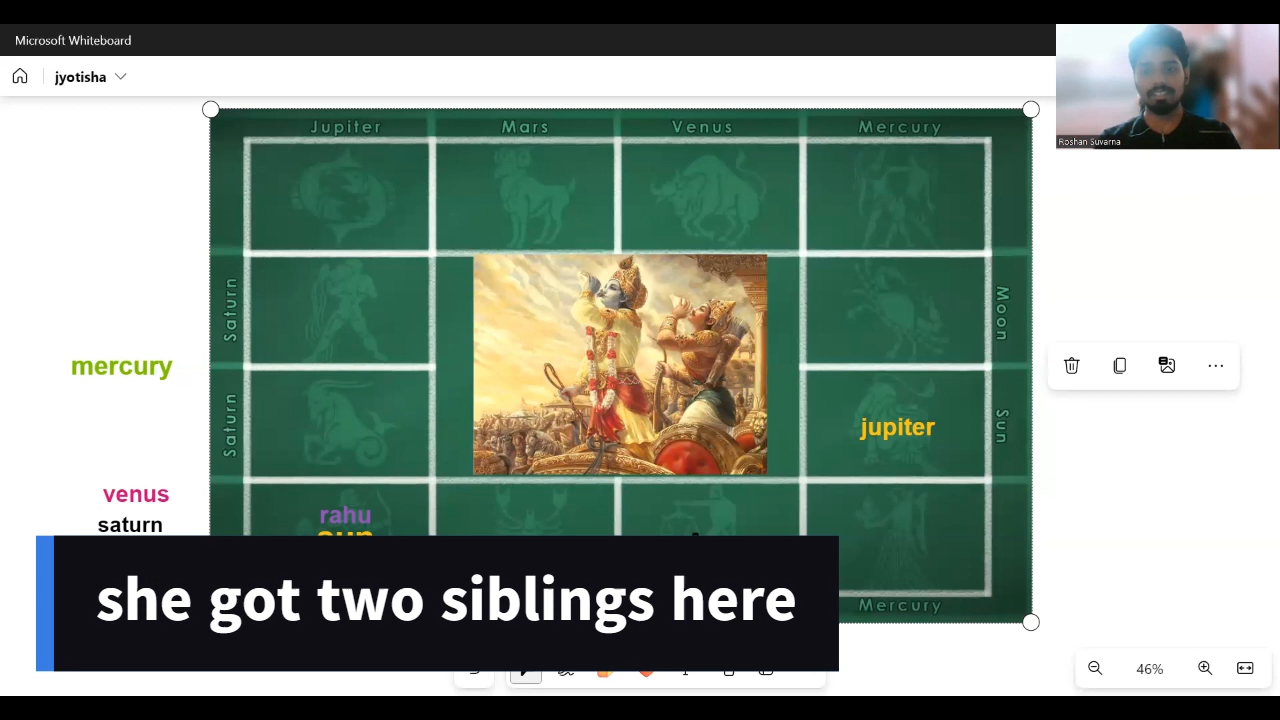 Microsoft Whiteboard
jyotisha
Roshan Suvarna
Jupiter
Mars
Venus
Mercury
Saturn
Moon
mercury
Saturn
jupiter
Sun
venus
saturn
rahu
sun
she got two siblings here
Mercury
46%